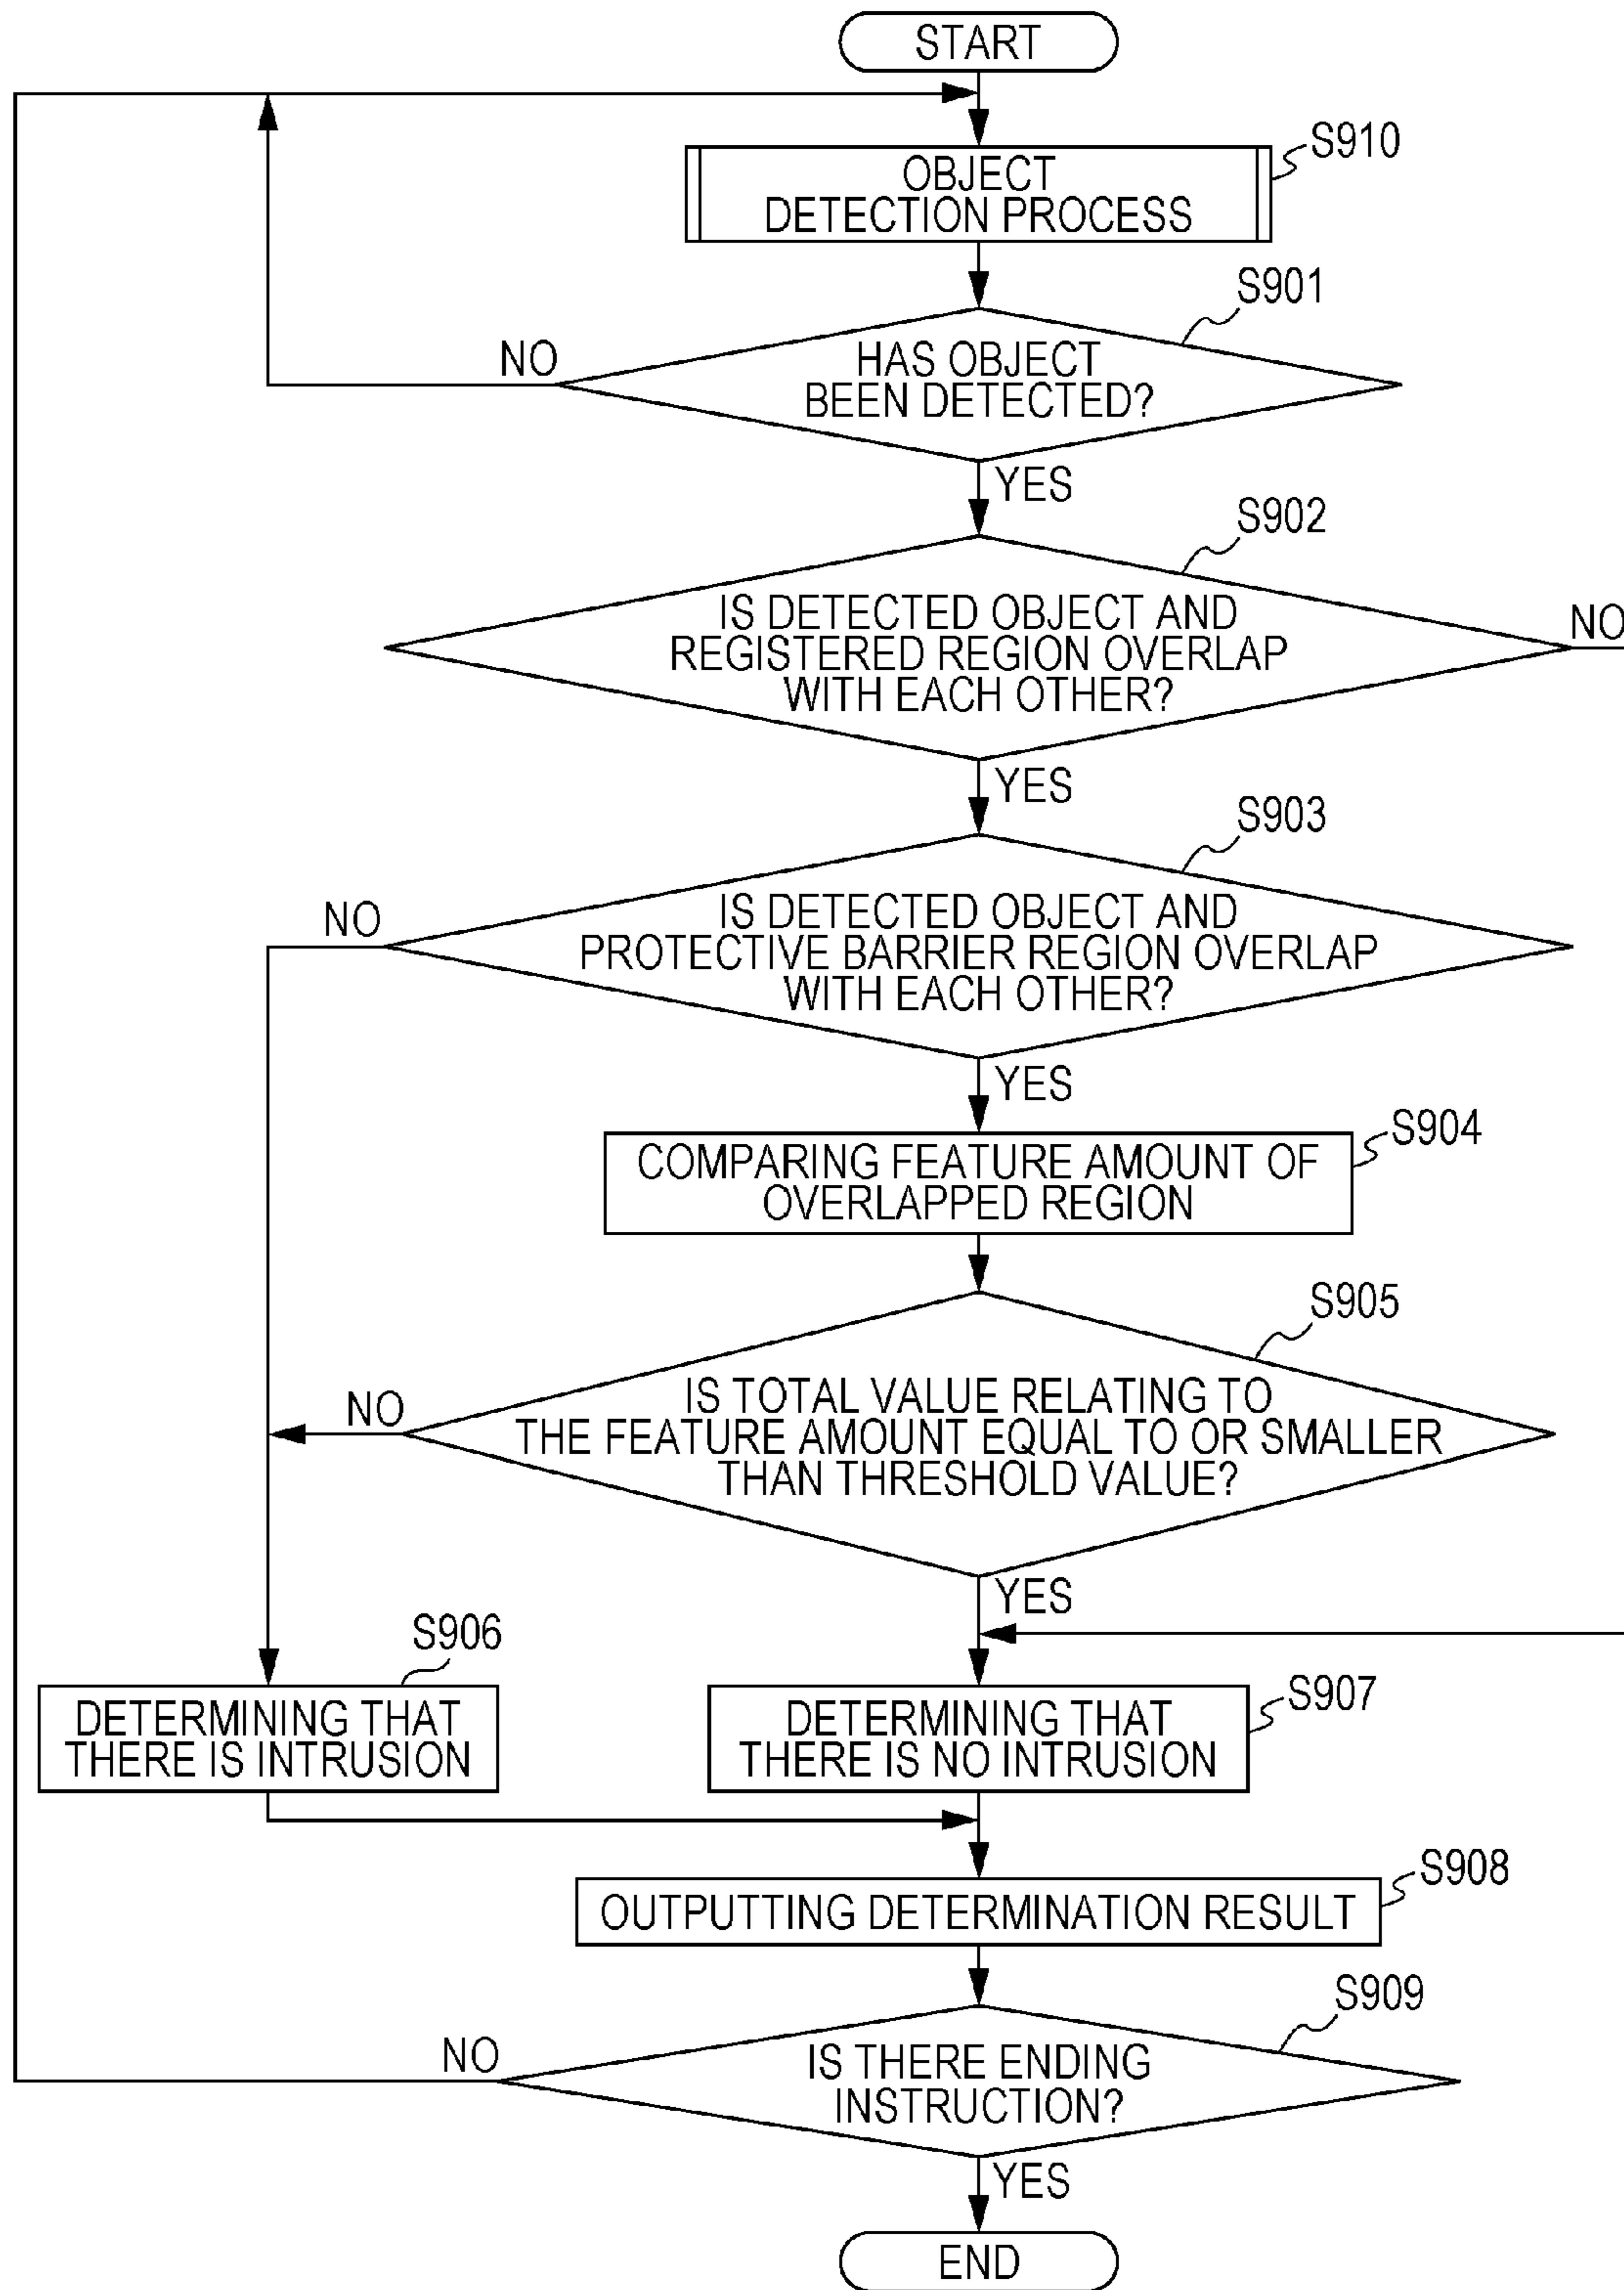 START
S910
OBJECT
DETECTION PROCESS
S901
NO
HAS OBJECT
BEEN DETECTED?
YES
S902
IS DETECTED OBJECT AND
REGISTERED REGION OVERLAP
WITH EACH OTHER?
NO
YES
S903
NO
IS DETECTED OBJECT AND
PROTECTIVE BARRIER REGION OVERLAP
WITH EACH OTHER?
YES
S904
COMPARING FEATURE AMOUNT OF
OVERLAPPED REGION
S905
NO
IS TOTAL VALUE RELATING TO
THE FEATURE AMOUNT EQUAL TO OR SMALLER
THAN THRESHOLD VALUE?
YES
S906
DETERMINING THAT
THERE IS INTRUSION
S907
DETERMINING THAT
THERE IS NO INTRUSION
S908
OUTPUTTING DETERMINATION RESULT
S909
NO
IS THERE ENDING
INSTRUCTION?
YES
END